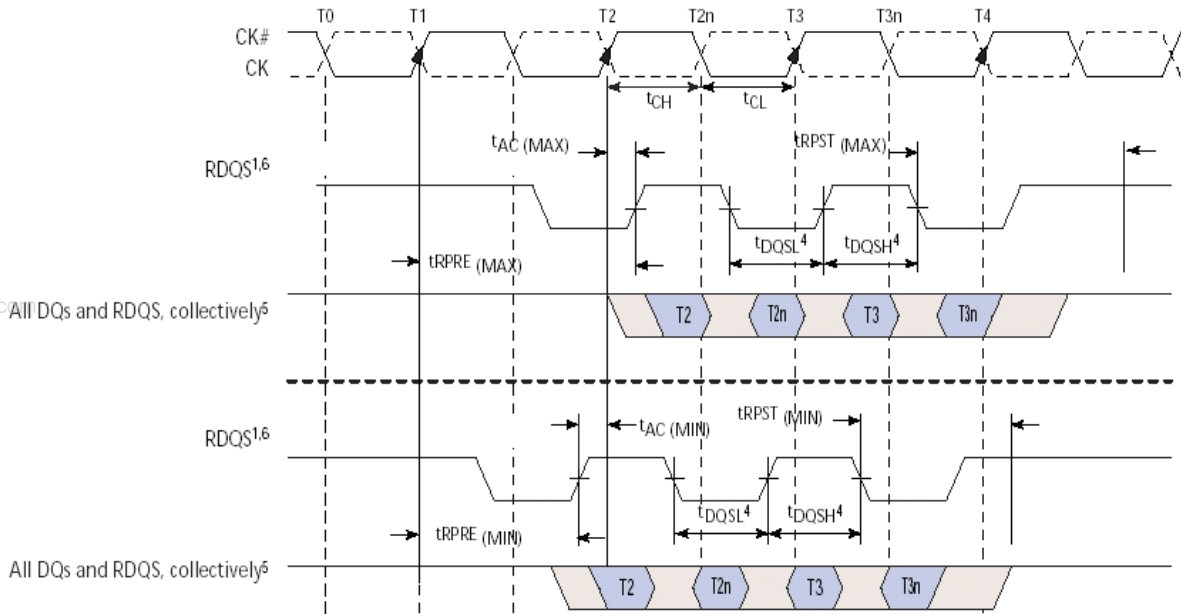 T0 T1 T2 T2n T3 T3n T4
CK#
CK
tCH tCL
tAC (MAX) tRPST (MAX)
RDQS1,6
tDQSL4 tDQSH4
tRPRE (MAX)
All DQs and RDQS, collectively5
T2 T2n T3 T3n
tRPST (MIN)
RDQS1,6
tAC (MIN)
tDQSL4 tDQSH4
tRPRE (MIN)
All DQs and RDQS, collectively5
T2 T2n T3 T3n